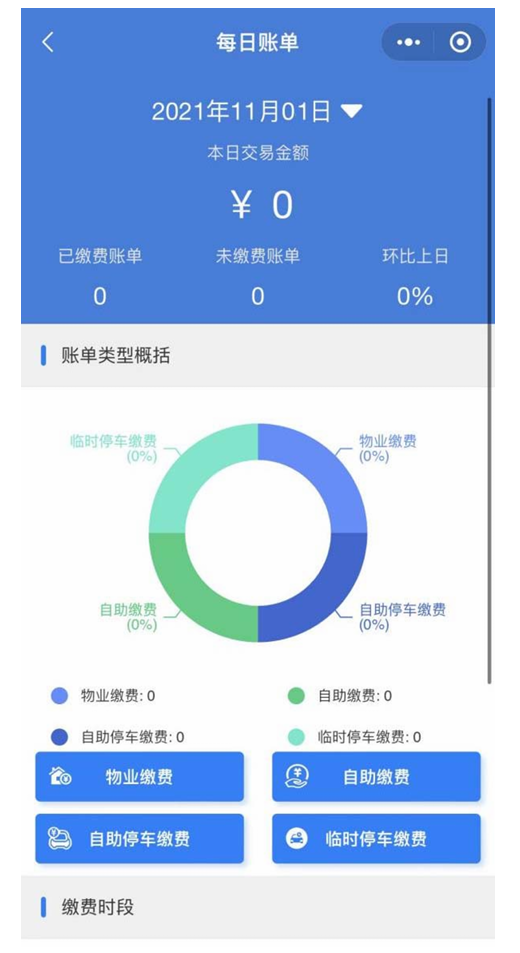 每日账单
2021年11月01日
本日交易金额
¥ 0
已缴费账单 未缴费账单 环比上日
0 0 0%
账单类型概括
临时停车缴费 物业缴费
(0%) (0%)
自助缴费 自助停车缴费
(0%) (0%)
物业缴费: 0 自助缴费: 0
自助停车缴费: 0 临时停车缴费: 0
物业缴费 自助缴费
自助停车缴费 临时停车缴费
缴费时段